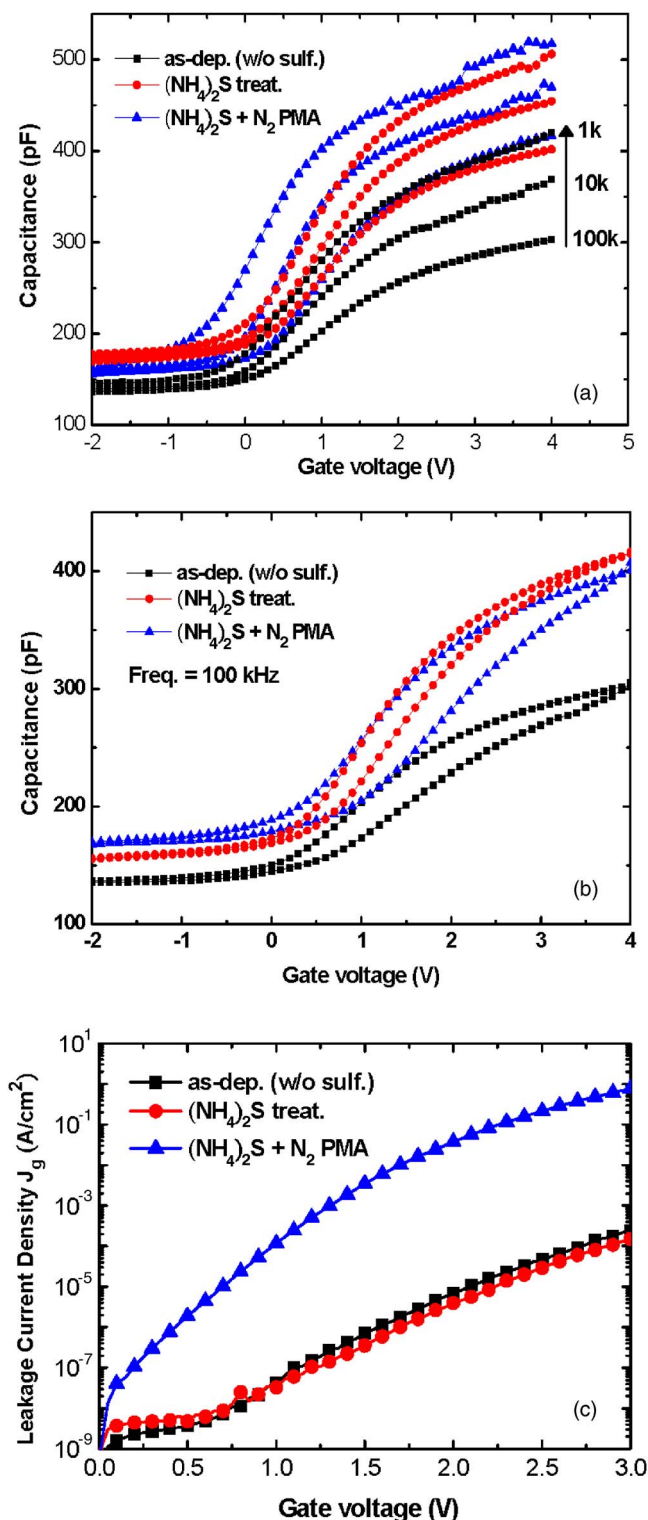 500
400
300
200
100
Capacitance (pF)
as-dep. (w/o sulf.)
(NH₄)₂S treat.
(NH₄)₂S + N₂ PMA
1k
10k
100k
(a)
-2 -1 0 1 2 3 4 5
Gate voltage (V)
400
300
200
100
Capacitance (pF)
as-dep. (w/o sulf.)
(NH₄)₂S treat.
(NH₄)₂S + N₂ PMA
Freq. = 100 kHz
(b)
-2 -1 0 1 2 3 4
Gate voltage (V)
10¹
10⁻¹
10⁻³
10⁻⁵
10⁻⁷
10⁻⁹
Leakage Current Density J_g (A/cm²)
as-dep. (w/o sulf.)
(NH₄)₂S treat.
(NH₄)₂S + N₂ PMA
(c)
0.0 0.5 1.0 1.5 2.0 2.5 3.0
Gate voltage (V)